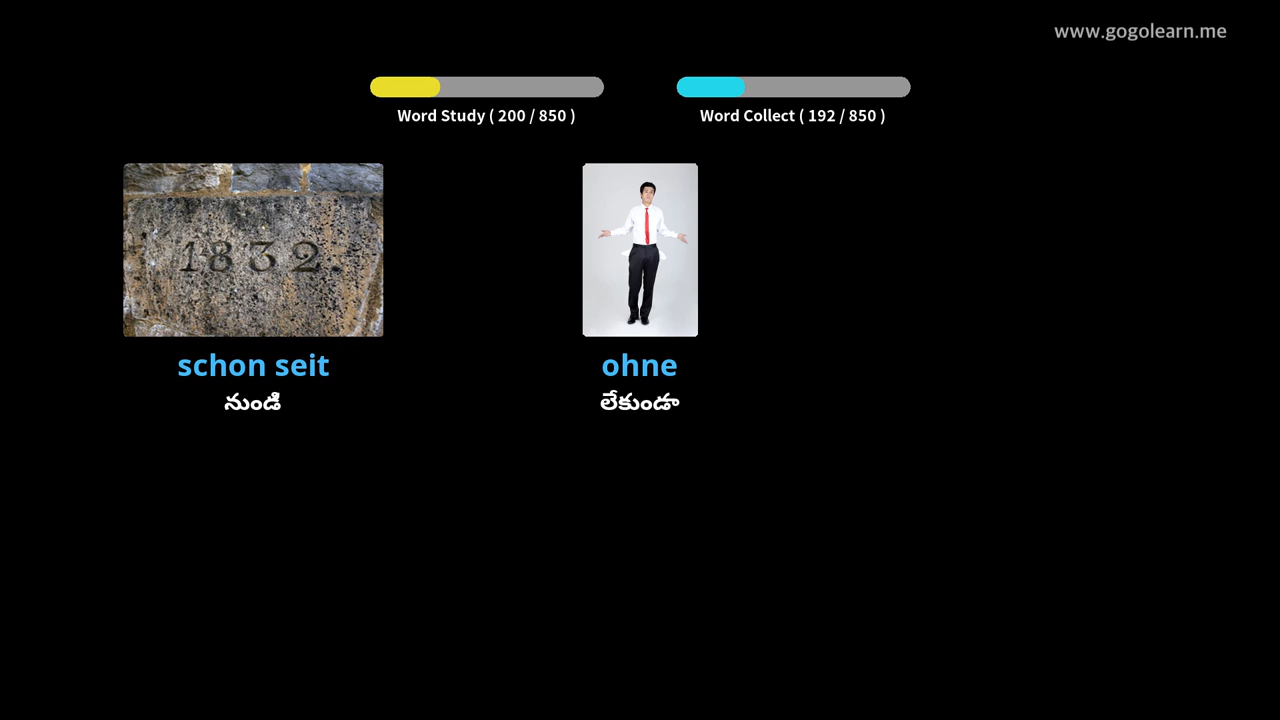 www.gogolearn.me
Word Study ( 200 / 850 )
Word Collect ( 192 / 850 )
1832.
schon seit
నుండి
ohne
లేకుండా